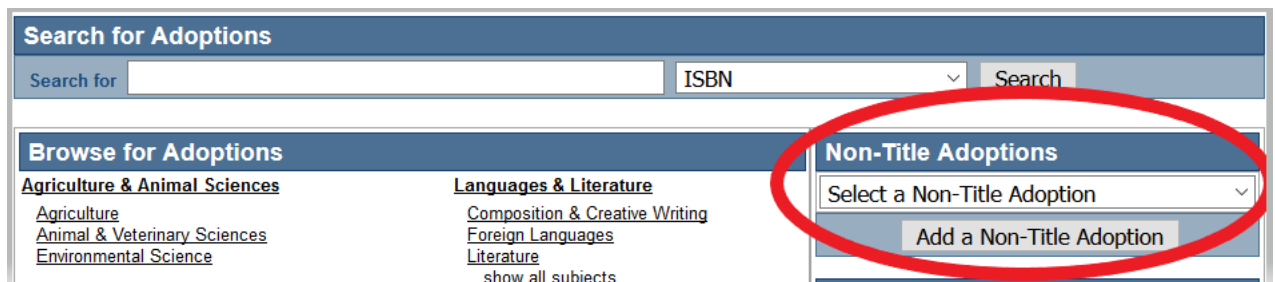 Search for Adoptions
Search for ISBN Search
Browse for Adoptions
Agriculture & Animal Sciences
Agriculture
Animal & Veterinary Sciences
Environmental Science
Languages & Literature
Composition & Creative Writing
Foreign Languages
Literature
show all subjects
Non-Title Adoptions
Select a Non-Title Adoption
Add a Non-Title Adoption